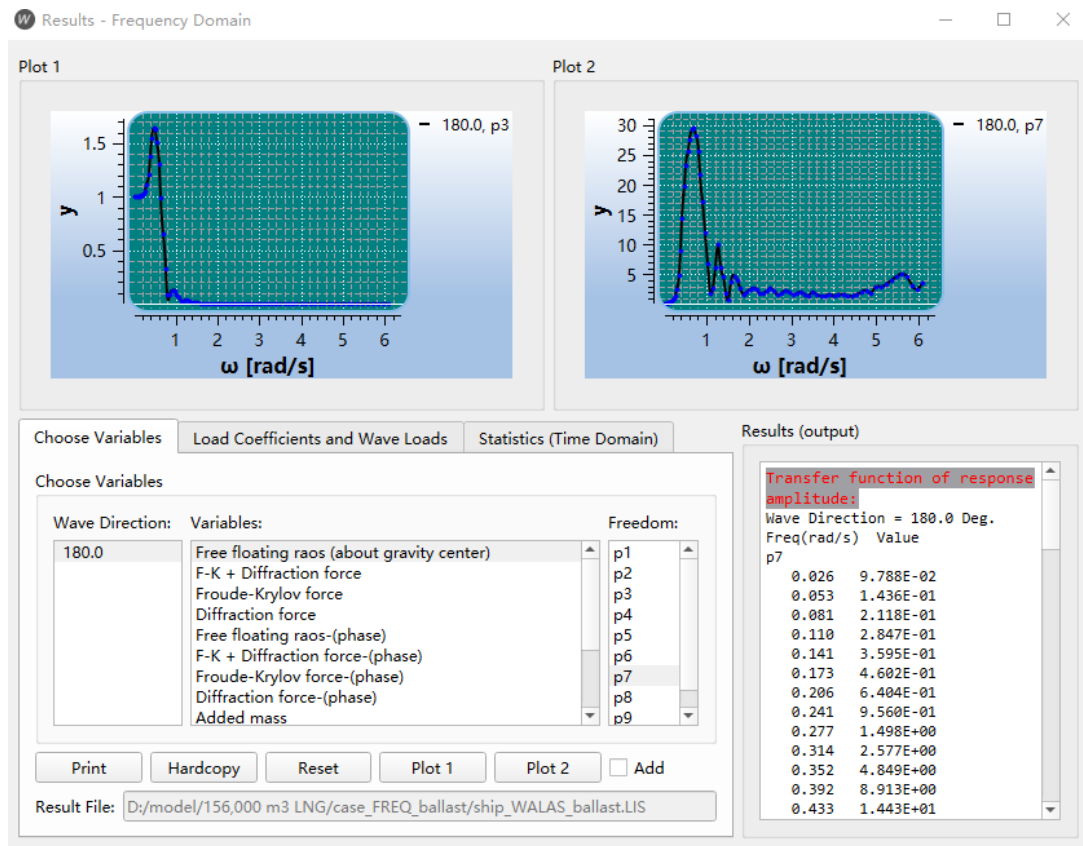 Results - Frequency Domain
Plot 1
1.5
1
0.5
y
1 2 3 4 5 6
ω [rad/s]
180.0, p3
Plot 2
30
25
20
15
10
5
y
1 2 3 4 5 6
ω [rad/s]
180.0, p7
Choose Variables Load Coefficients and Wave Loads Statistics (Time Domain)
Choose Variables
Wave Direction: Variables: Freedom:
180.0
Free floating raos (about gravity center)
F-K + Diffraction force
Froude-Krylov force
Diffraction force
Free floating raos-(phase)
F-K + Diffraction force-(phase)
Froude-Krylov force-(phase)
Diffraction force-(phase)
Added mass
p1
p2
p3
p4
p5
p6
p7
p8
p9
Print Hardcopy Reset Plot 1 Plot 2 Add
Result File: D:/model/156,000 m3 LNG/case_FREQ_ballast/ship_WALAS_ballast.LIS
Results (output)
Transfer function of response
amplitude:
Wave Direction = 180.0 Deg.
Freq(rad/s) Value
p7
0.026 9.788E-02
0.053 1.436E-01
0.081 2.118E-01
0.110 2.847E-01
0.141 3.595E-01
0.173 4.602E-01
0.206 6.404E-01
0.241 9.560E-01
0.277 1.498E+00
0.314 2.577E+00
0.352 4.849E+00
0.392 8.913E+00
0.433 1.443E+01